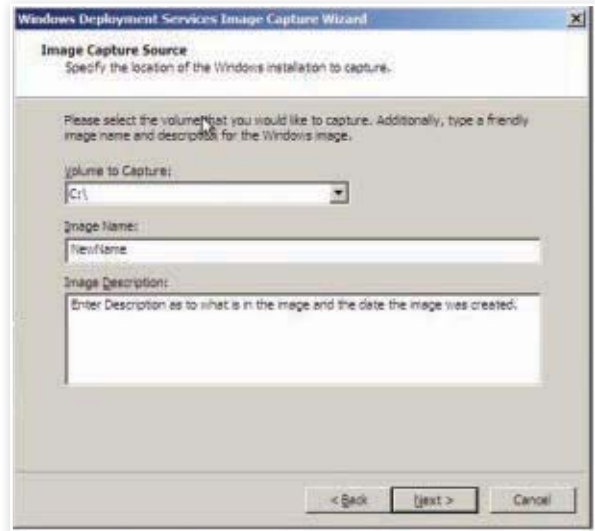 Windows Deployment Services Image Capture Wizard
Image Capture Source
Specify the location of the Windows installation to capture.
Please select the volume that you would like to capture. Additionally, type a friendly
image name and description for the Windows image.
Volume to Capture:
C:\
Image Name:
NewName
Image Description:
Enter Description as to what is in the image and the date the image was created.
< Back Next > Cancel